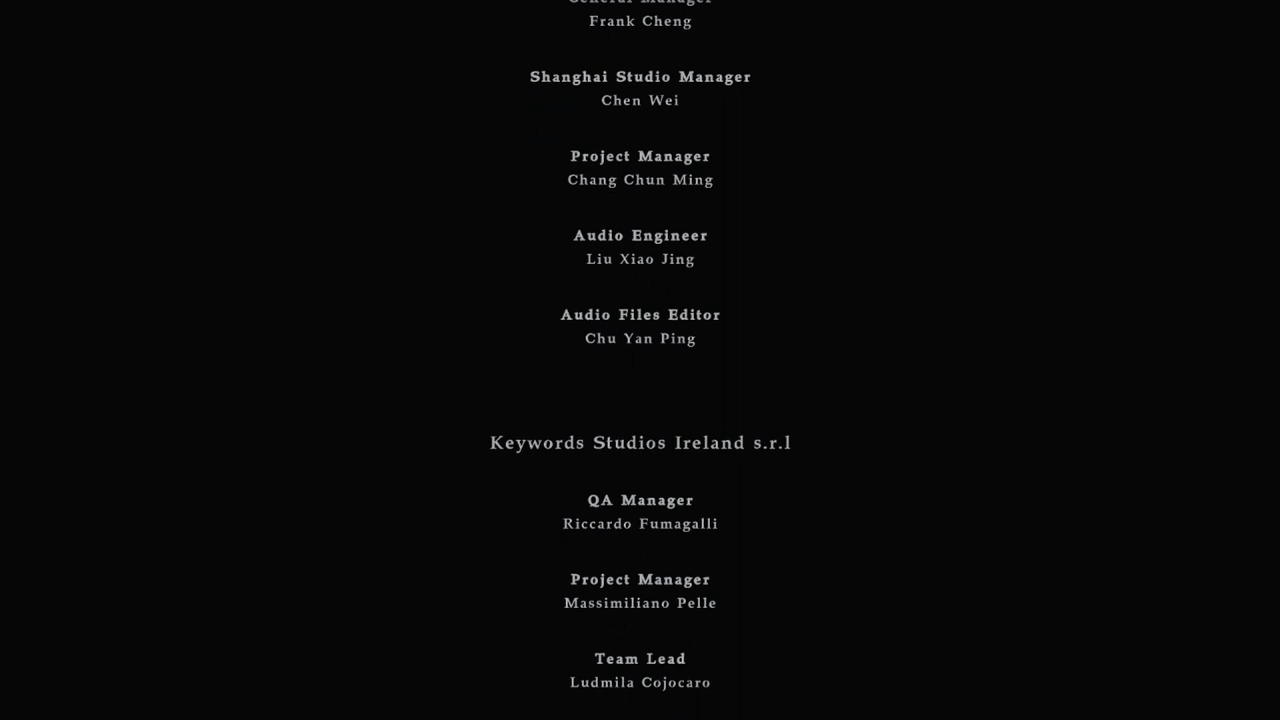 General Manager
Frank Cheng
Shanghai Studio Manager
Chen Wei
Project Manager
Chang Chun Ming
Audio Engineer
Liu Xiao Jing
Audio Files Editor
Chu Yan Ping
Keywords Studios Ireland s.r.l
QA Manager
Riccardo Fumagalli
Project Manager
Massimiliano Pelle
Team Lead
Ludmila Cojocaro